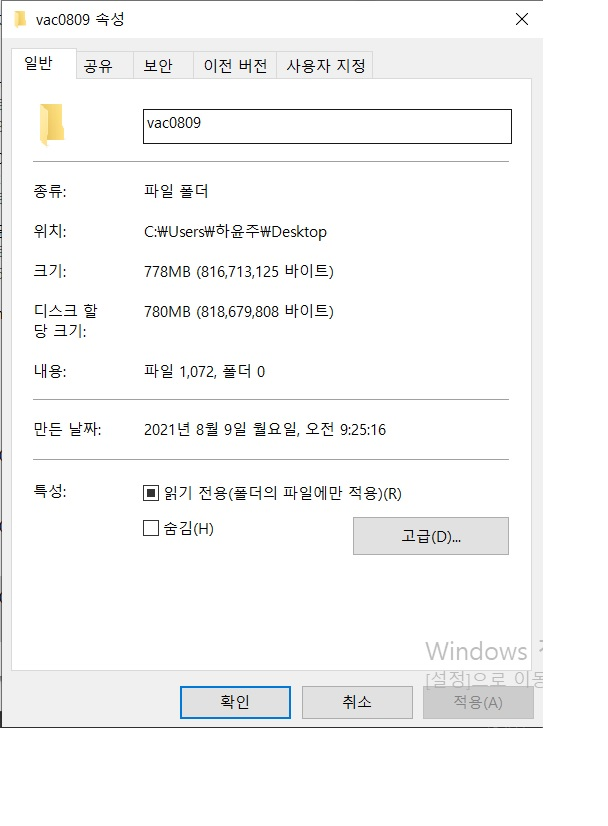 vac0809 속성
일반 공유 보안 이전 버전 사용자 지정
vac0809
종류: 파일 폴더
위치: C:₩Users₩하윤주₩Desktop
크기: 778MB (816,713,125 바이트)
디스크 할
당 크기: 780MB (818,679,808 바이트)
내용: 파일 1,072, 폴더 0
만든 날짜: 2021년 8월 9일 월요일, 오전 9:25:16
특성: 읽기 전용(폴더의 파일에만 적용)(R)
숨김(H) 고급(D)...
Windows
[설정]으로 이동
확인 취소 적용(A)